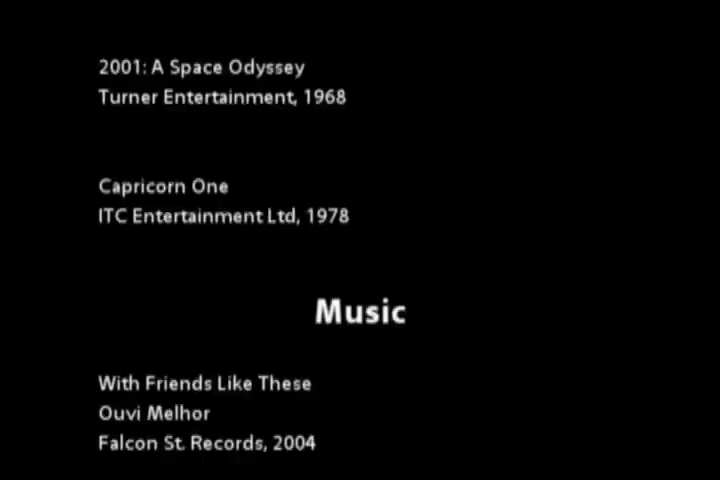 2001: A Space Odyssey
Turner Entertainment, 1968
Capricorn One
ITC Entertainment Ltd, 1978
Music
With Friends Like These
Ouvi Melhor
Falcon St. Records, 2004